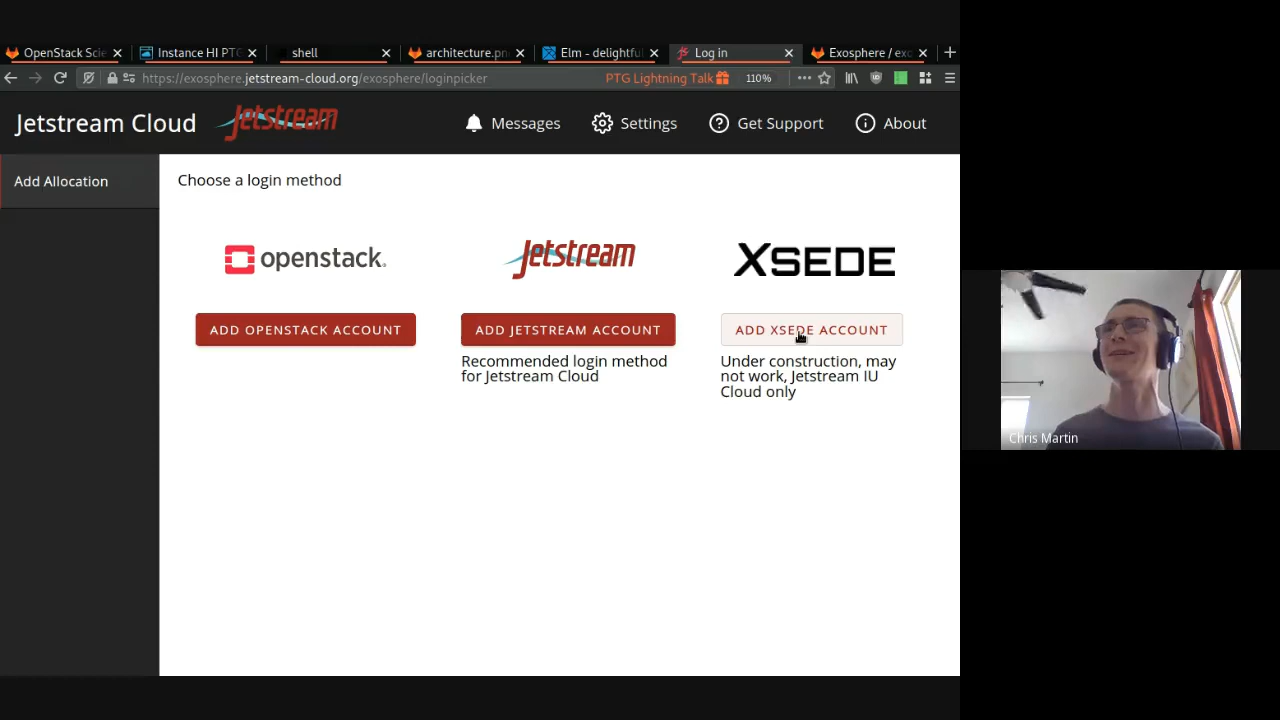 OpenStack Scie
Instance HI PTG
shell
architecture.pn
Elm - delightful
Log in
Exosphere / exo
https://exosphere.jetstream-cloud.org/exosphere/loginpicker
PTG Lightning Talk
110%
Jetstream Cloud
Jetstream
Messages
Settings
Get Support
About
Add Allocation
Choose a login method
openstack.
Jetstream
XSEDE
ADD OPENSTACK ACCOUNT
ADD JETSTREAM ACCOUNT
ADD XSEDE ACCOUNT
Recommended login method
for Jetstream Cloud
Under construction, may
not work, Jetstream IU
Cloud only
Chris Martin